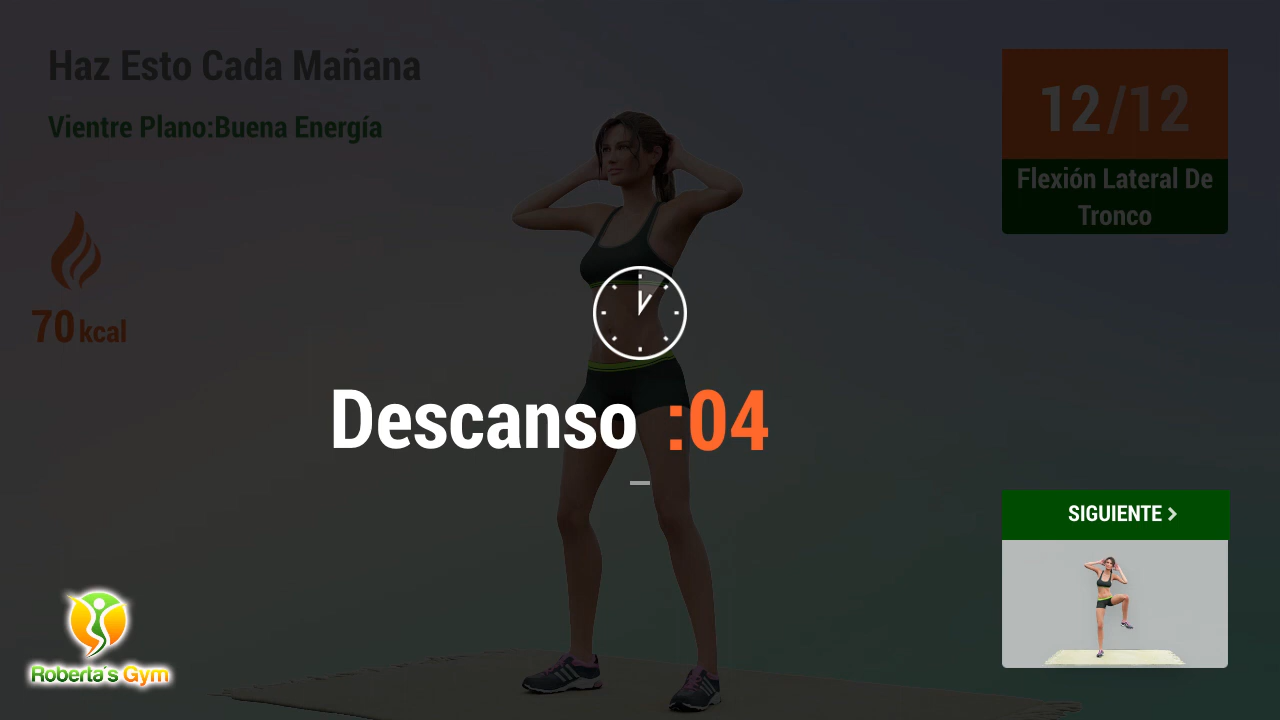 Haz Esto Cada Mañana
Vientre Plano:Buena Energía
12/12
Flexión Lateral De
Tronco
70 kcal
Descanso :04
SIGUIENTE >
Roberta´s Gym